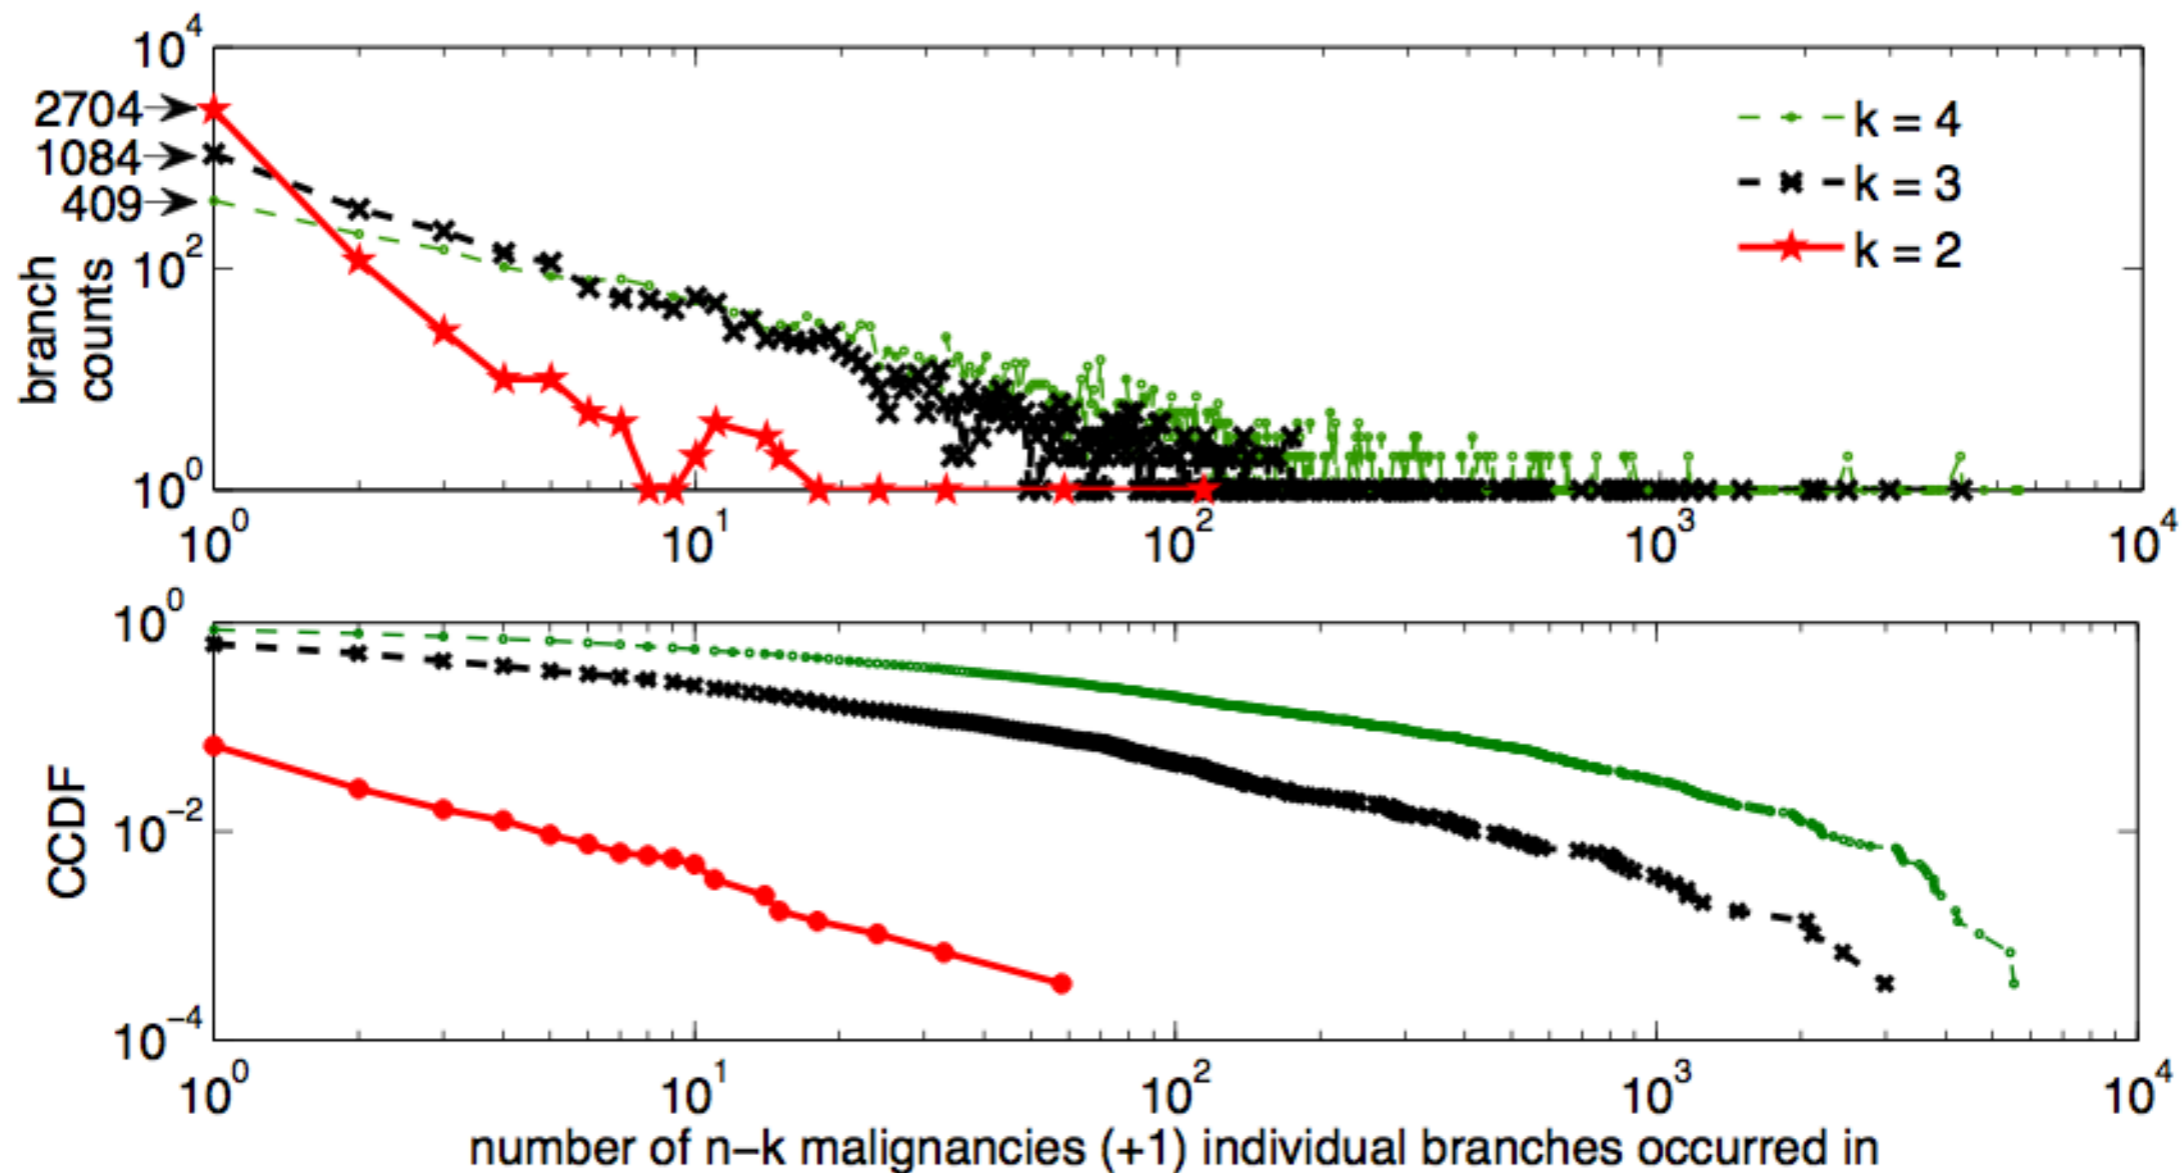 10^4
2704
1084
409
10^2
10^0
branch
counts
k = 4
k = 3
k = 2
10^0 10^1 10^2 10^3 10^4
10^0
10^−2
10^−4
CCDF
10^0 10^1 10^2 10^3 10^4
number of n−k malignancies (+1) individual branches occurred in